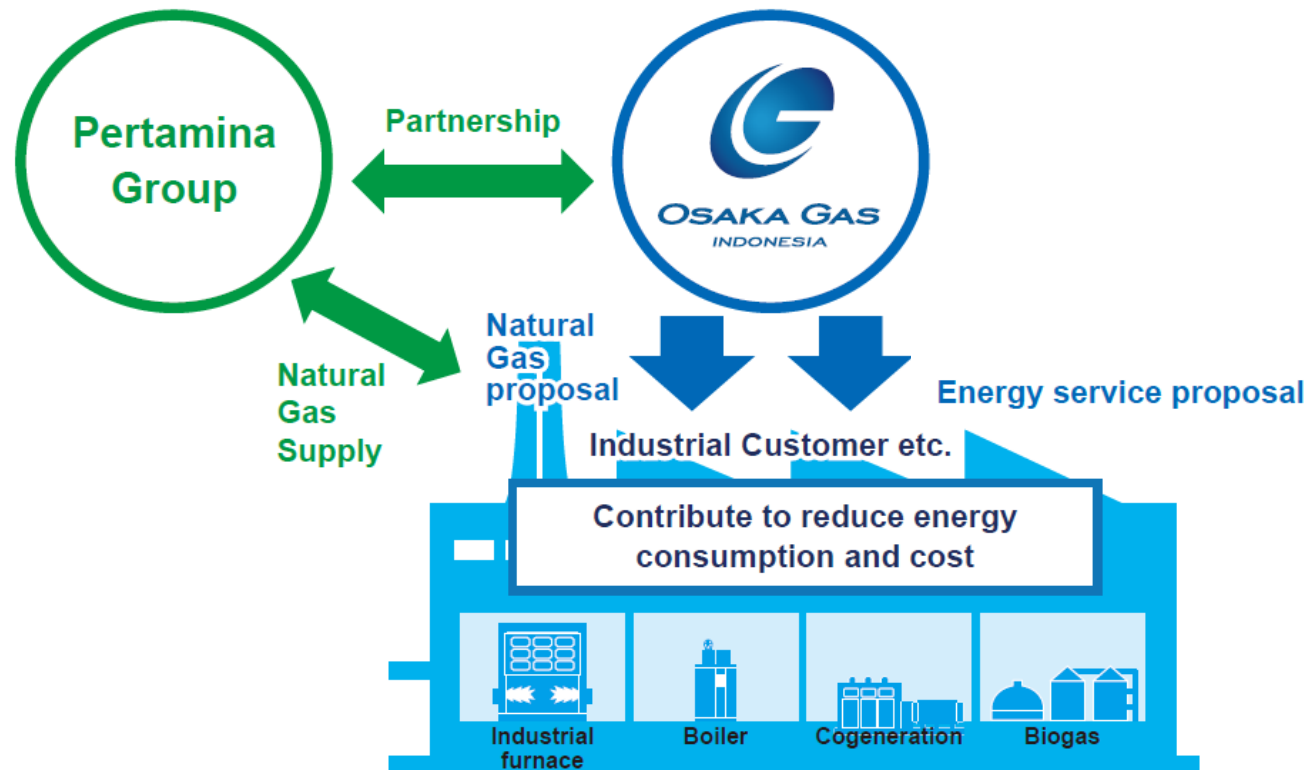 Pertamina
Group
Partnership
OSAKA GAS
INDONESIA
Natural
Gas
Supply
Natural
Gas
proposal
Energy service proposal
Industrial Customer etc.
Contribute to reduce energy
consumption and cost
Industrial
furnace
Boiler
Cogeneration
Biogas